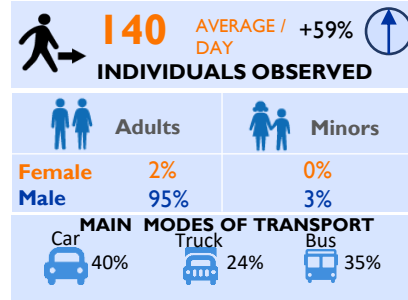 140 AVERAGE / DAY +59%
INDIVIDUALS OBSERVED
Adults Minors
Female 2% 0%
Male 95% 3%
MAIN MODES OF TRANSPORT
Car Truck Bus
40% 24% 35%